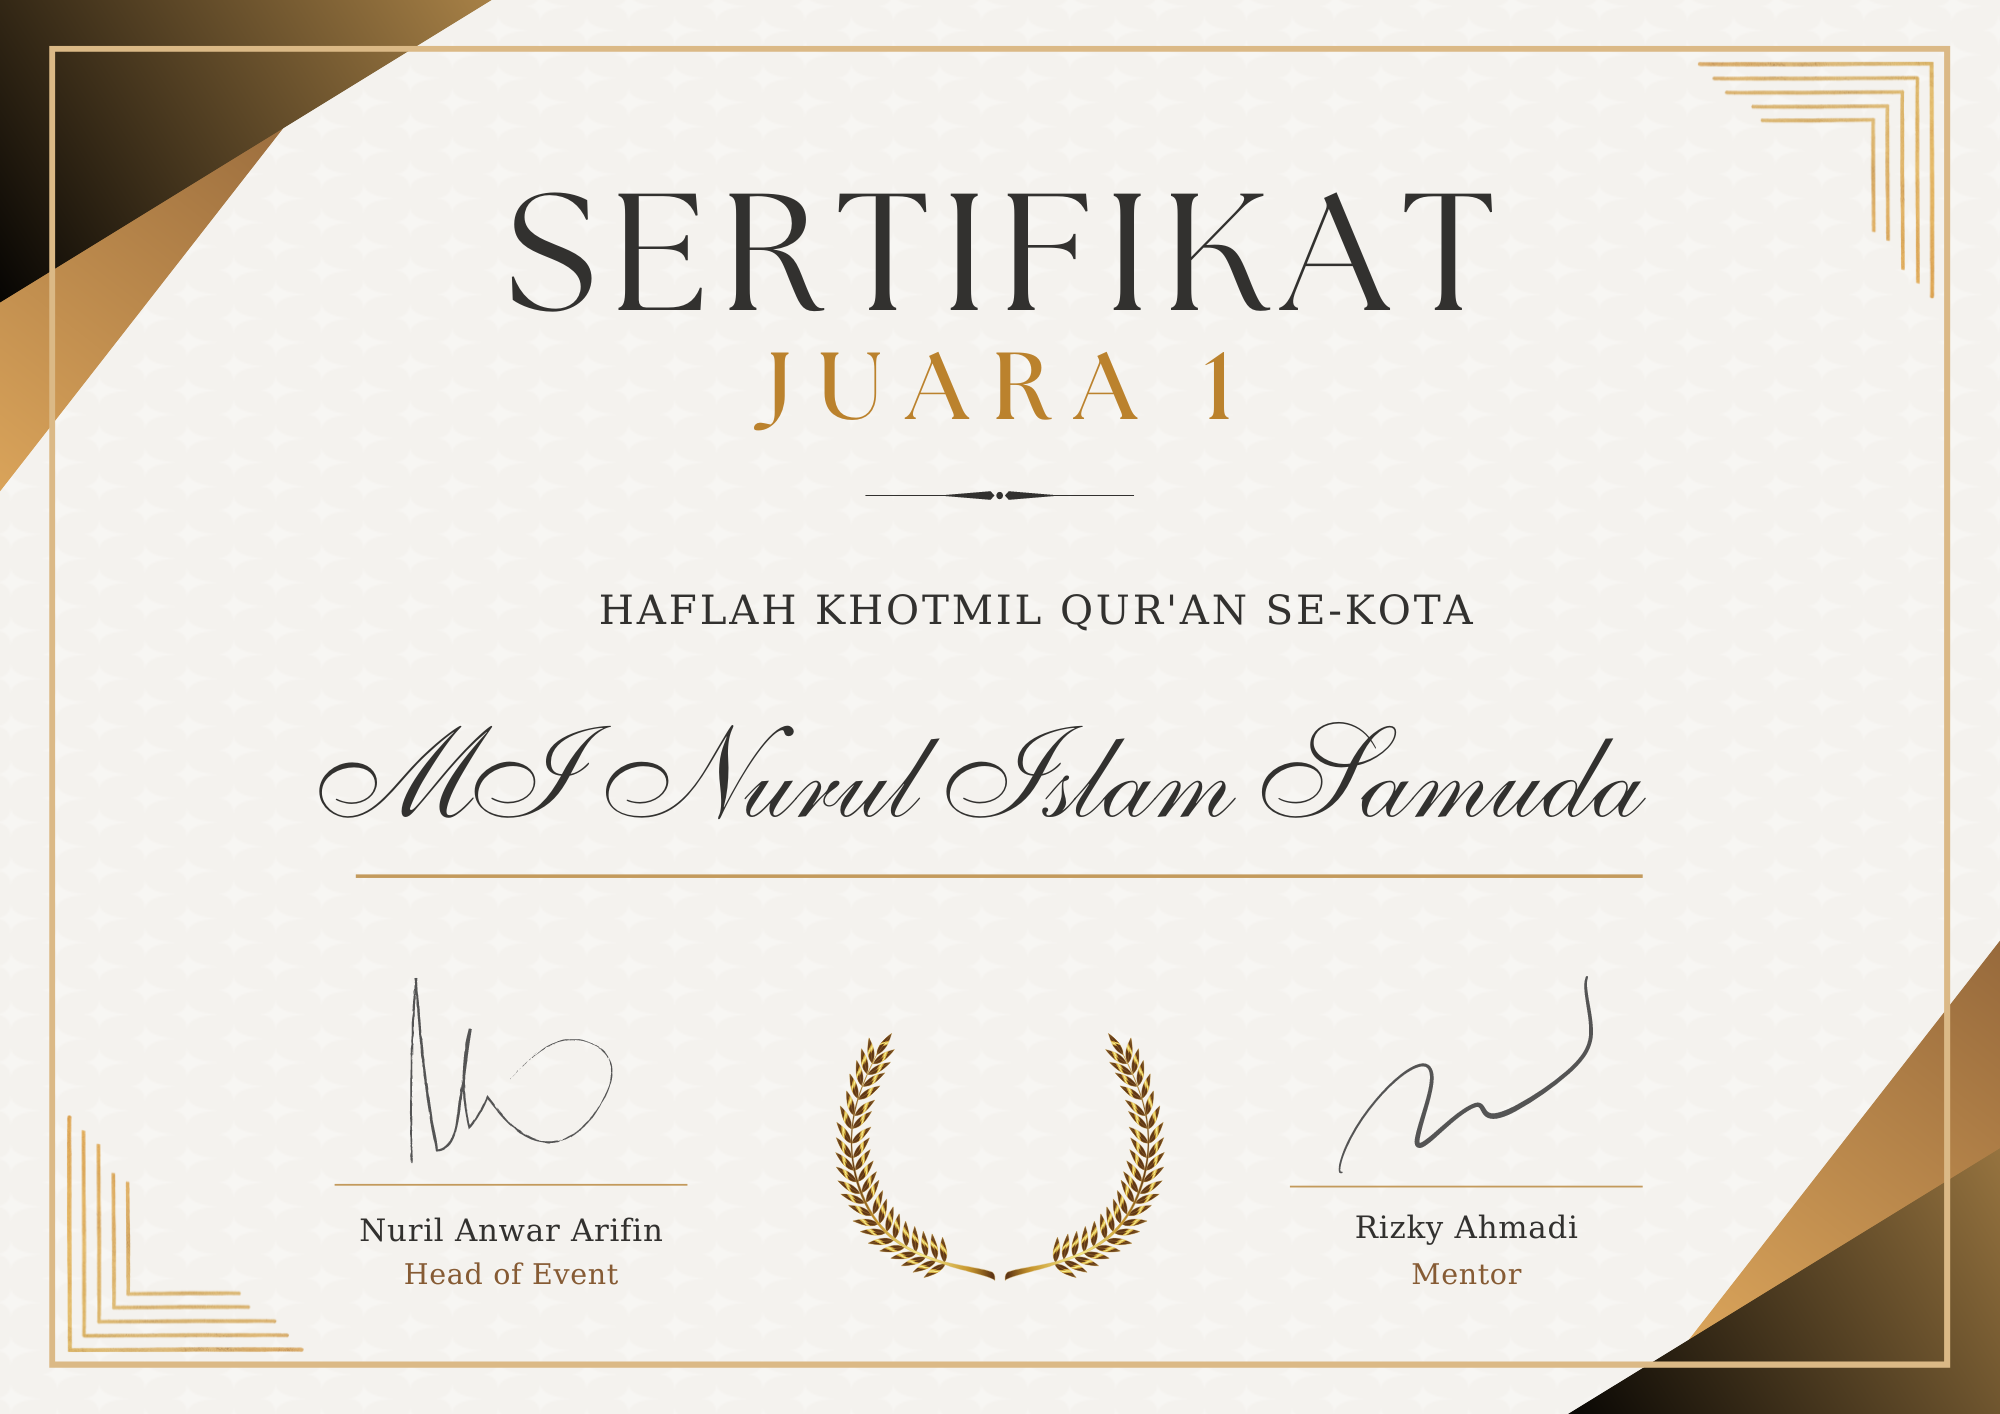 SERTIFIKAT
JUARA 1
HAFLAH KHOTMIL QUR'AN SE-KOTA
MI Nurul Islam Samuda
Nuril Anwar Arifin
Head of Event
Rizky Ahmadi
Mentor